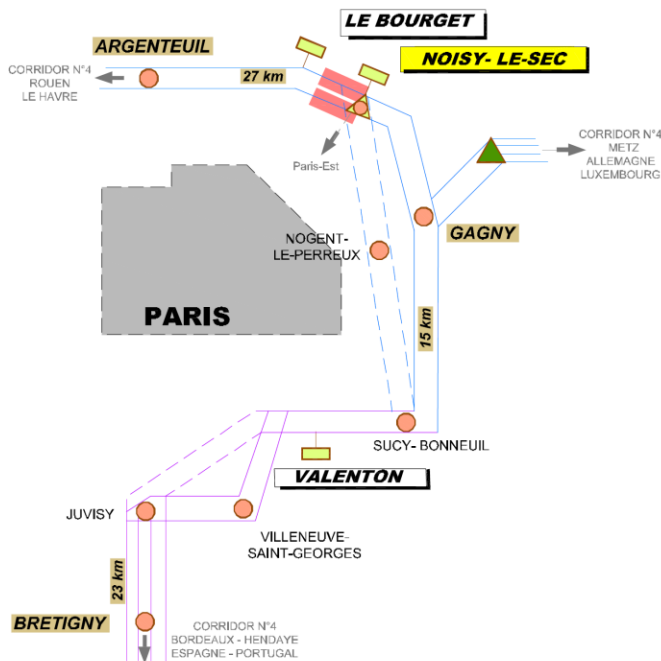 LE BOURGET
ARGENTEUIL
NOISY- LE-SEC
CORRIDOR N°4
ROUEN
LE HAVRE
27 km
CORRIDOR N°4
METZ
ALLEMAGNE
LUXEMBOURG
Paris-Est
NOGENT-
LE-PERREUX
GAGNY
PARIS
15 km
SUCY- BONNEUIL
VALENTON
JUVISY
VILLENEUVE-
SAINT-GEORGES
23 km
BRETIGNY
CORRIDOR N°4
BORDEAUX - HENDAYE
ESPAGNE - PORTUGAL